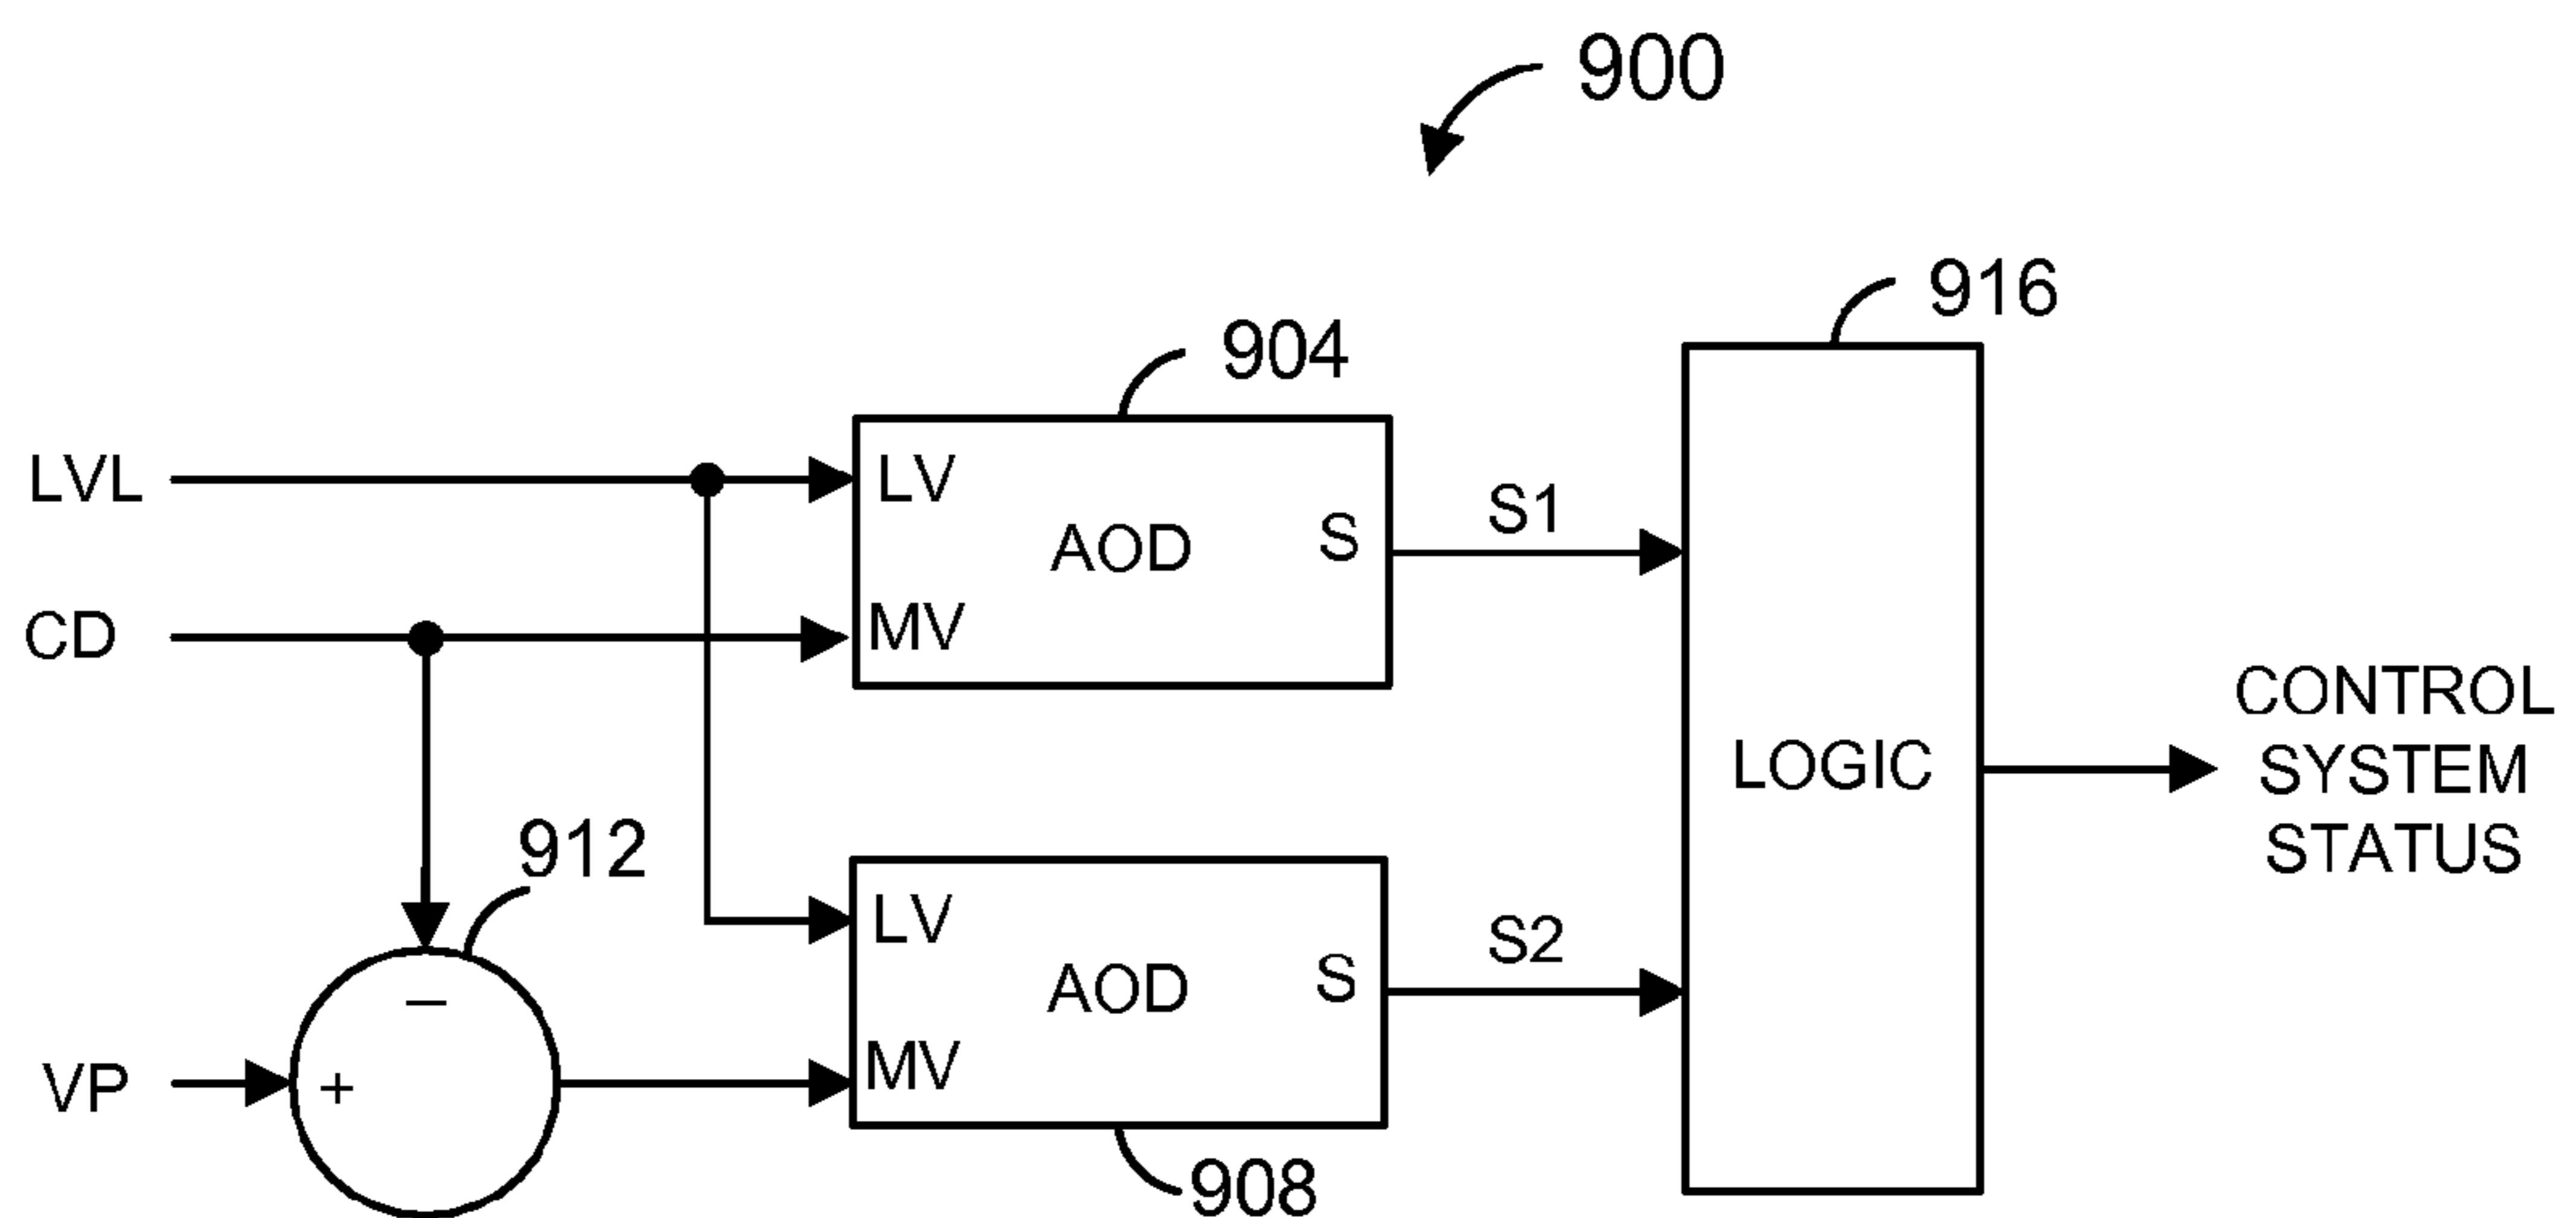 900
916
904
LVL
LV
AOD
S
S1
CD
MV
LOGIC
CONTROL
SYSTEM
STATUS
912
LV
AOD
S
S2
VP
+
−
MV
908